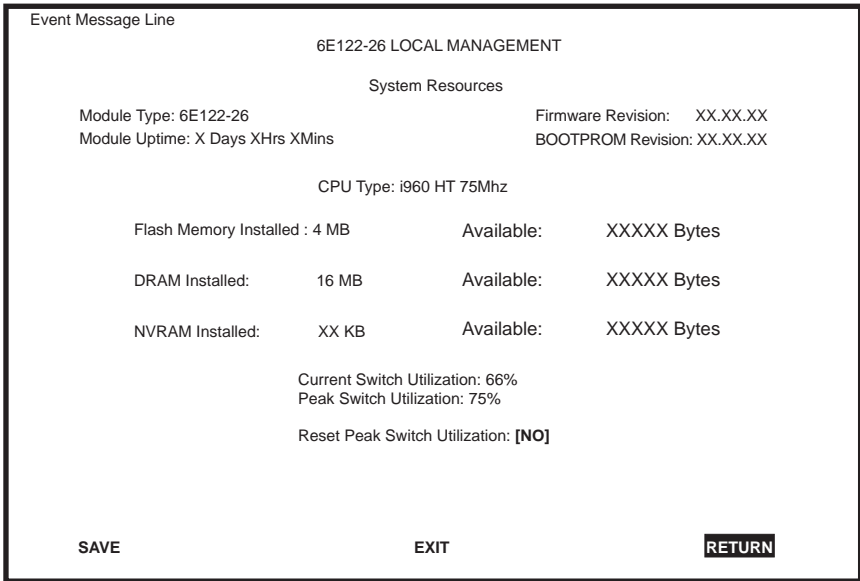 Event Message Line
6E122-26 LOCAL MANAGEMENT
System Resources
Module Type: 6E122-26 Firmware Revision: XX.XX.XX
Module Uptime: X Days XHrs XMins BOOTPROM Revision: XX.XX.XX
CPU Type: i960 HT 75Mhz
Flash Memory Installed : 4 MB Available: XXXXX Bytes
DRAM Installed: 16 MB Available: XXXXX Bytes
NVRAM Installed: XX KB Available: XXXXX Bytes
Current Switch Utilization: 66%
Peak Switch Utilization: 75%
Reset Peak Switch Utilization: [NO]
SAVE EXIT RETURN